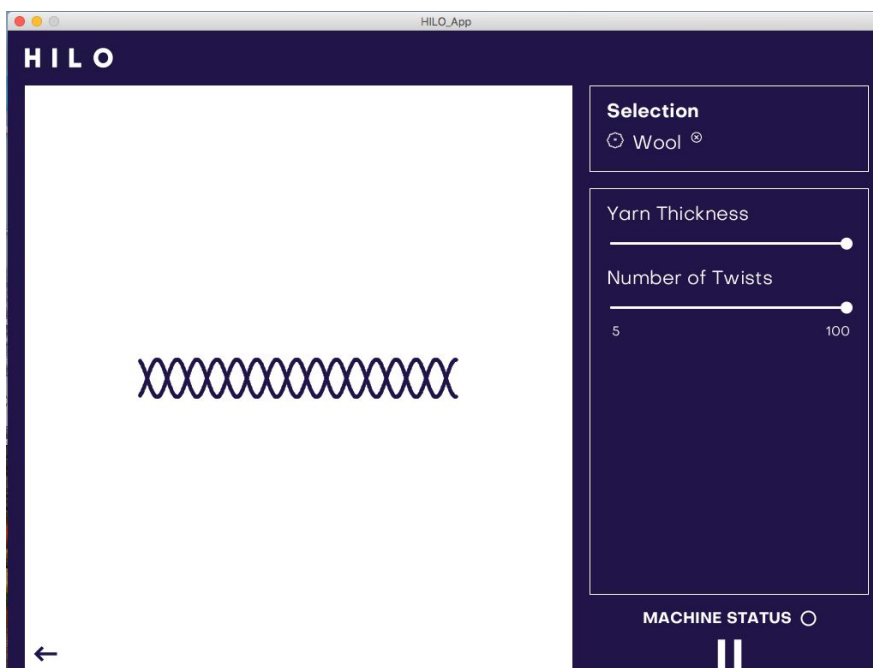 HILO_App
HILO
Selection
Wool
Yarn Thickness
Number of Twists
5 100
MACHINE STATUS